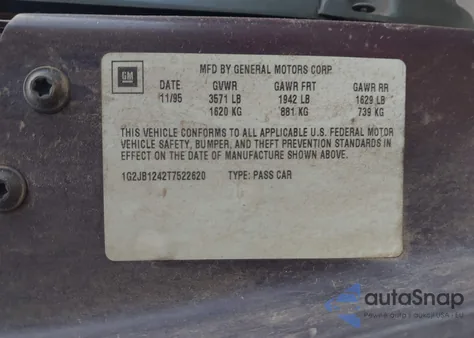 GM
MFD BY GENERAL MOTORS CORP.
DATE GVWR GAWR FRT GAWR RR
11/95 3571 LB 1942 LB 1629 LB
1620 KG 881 KG 739 KG
THIS VEHICLE CONFORMS TO ALL APPLICABLE U.S. FEDERAL MOTOR
VEHICLE SAFETY, BUMPER, AND THEFT PREVENTION STANDARDS IN
EFFECT ON THE DATE OF MANUFACTURE SHOWN ABOVE.
1G2JB1242T7522620 TYPE: PASS CAR
autoSnap